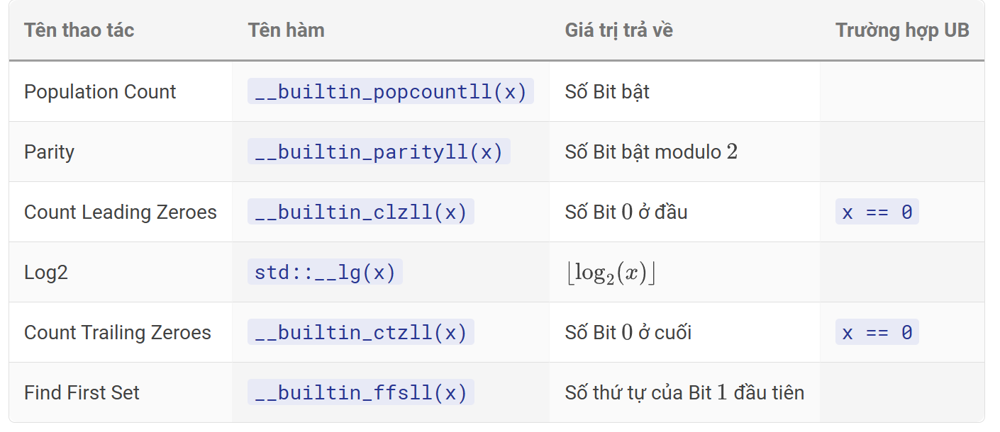 Tên thao tác Tên hàm Giá trị trả về Trường hợp UB
Population Count __builtin_popcountll(x) Số Bit bật
Parity __builtin_parityll(x) Số Bit bật modulo 2
Count Leading Zeroes __builtin_clzll(x) Số Bit 0 ở đầu x == 0
Log2 std::__lg(x) ⌊log₂(x)⌋
Count Trailing Zeroes __builtin_ctzll(x) Số Bit 0 ở cuối x == 0
Find First Set __builtin_ffsll(x) Số thứ tự của Bit 1 đầu tiên